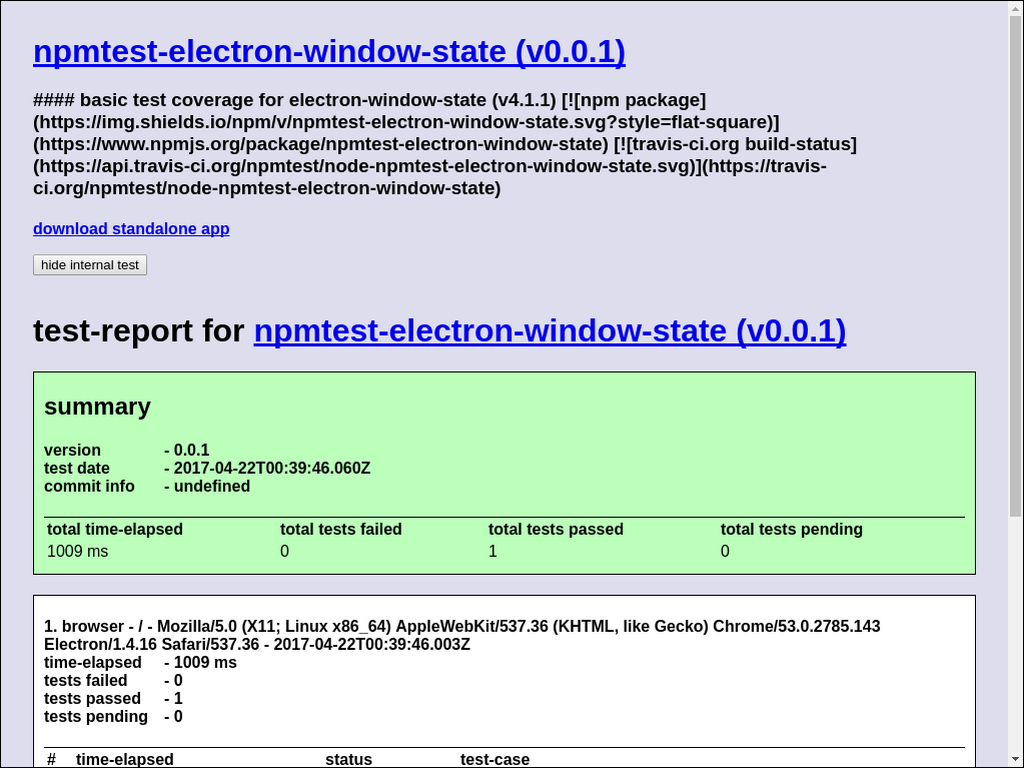 npmtest-electron-window-state (v0.0.1)
#### basic test coverage for electron-window-state (v4.1.1) [![npm package]
(https://img.shields.io/npm/v/npmtest-electron-window-state.svg?style=flat-square)]
(https://www.npmjs.org/package/npmtest-electron-window-state) [![travis-ci.org build-status]
(https://api.travis-ci.org/npmtest/node-npmtest-electron-window-state.svg)](https://travis-
ci.org/npmtest/node-npmtest-electron-window-state)
download standalone app
hide internal test
test-report for npmtest-electron-window-state (v0.0.1)
summary
version - 0.0.1
test date - 2017-04-22T00:39:46.060Z
commit info - undefined
total time-elapsed total tests failed total tests passed total tests pending
1009 ms 0 1 0
1. browser - / - Mozilla/5.0 (X11; Linux x86_64) AppleWebKit/537.36 (KHTML, like Gecko) Chrome/53.0.2785.143
Electron/1.4.16 Safari/537.36 - 2017-04-22T00:39:46.003Z
time-elapsed - 1009 ms
tests failed - 0
tests passed - 1
tests pending - 0
# time-elapsed status test-case